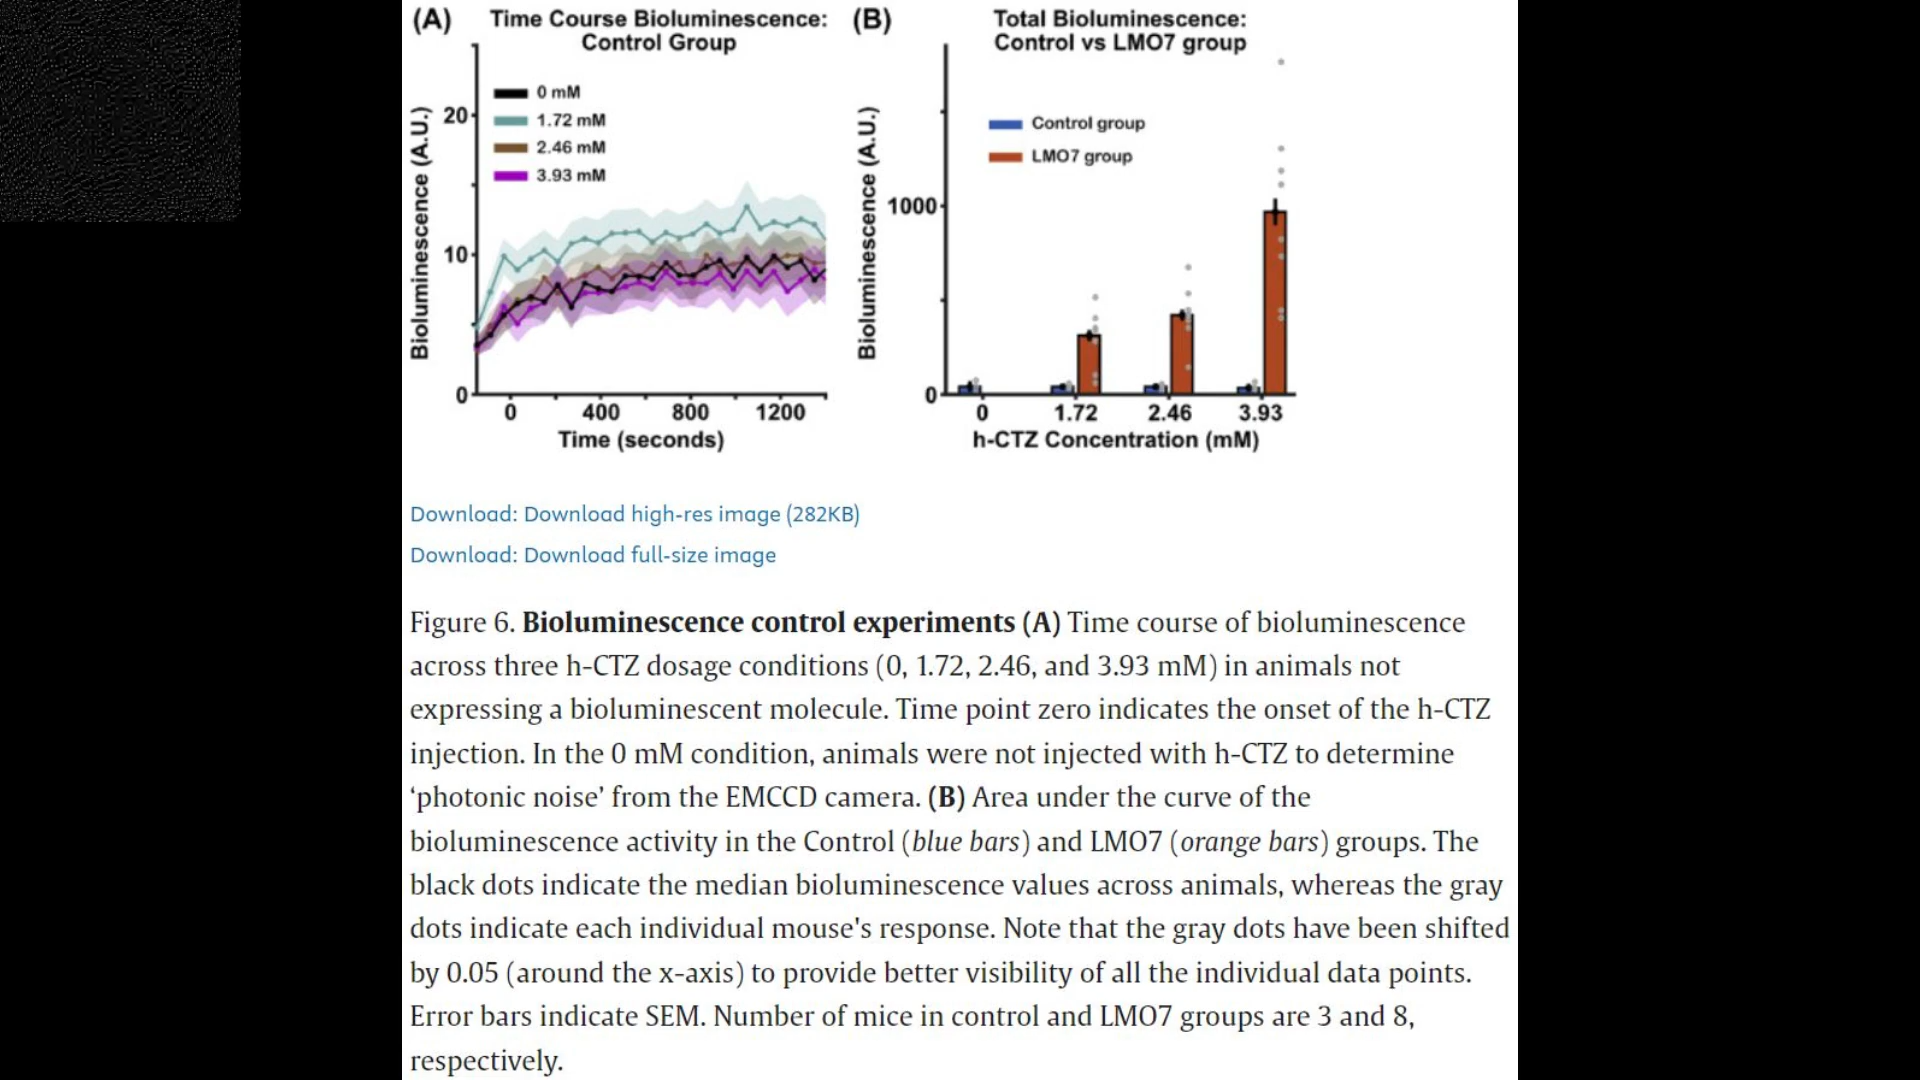 (A) Time Course Bioluminescence:
Control Group
Bioluminescence (A.U.)
20
10
0
0 mM
1.72 mM
2.46 mM
3.93 mM
0 400 800 1200
Time (seconds)
(B) Total Bioluminescence:
Control vs LMO7 group
Bioluminescence (A.U.)
1000
0
Control group
LMO7 group
0 1.72 2.46 3.93
h-CTZ Concentration (mM)
Download: Download high-res image (282KB)
Download: Download full-size image
Figure 6. Bioluminescence control experiments (A) Time course of bioluminescence
across three h-CTZ dosage conditions (0, 1.72, 2.46, and 3.93 mM) in animals not
expressing a bioluminescent molecule. Time point zero indicates the onset of the h-CTZ
injection. In the 0 mM condition, animals were not injected with h-CTZ to determine
‘photonic noise’ from the EMCCD camera. (B) Area under the curve of the
bioluminescence activity in the Control (blue bars) and LMO7 (orange bars) groups. The
black dots indicate the median bioluminescence values across animals, whereas the gray
dots indicate each individual mouse's response. Note that the gray dots have been shifted
by 0.05 (around the x-axis) to provide better visibility of all the individual data points.
Error bars indicate SEM. Number of mice in control and LMO7 groups are 3 and 8,
respectively.